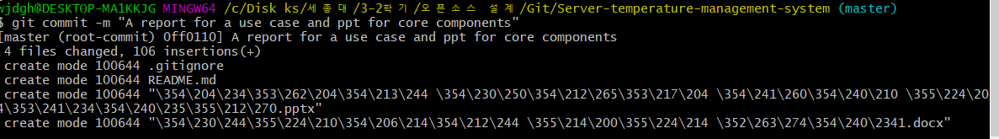 wjdgh@DESKTOP-MA1KKJG MINGW64 /c/Disk ks/세종대/3-2학기/오픈소스 설계/Git/Server-temperature-management-system (master)
$ git commit -m "A report for a use case and ppt for core components"
[master (root-commit) 0ff0110] A report for a use case and ppt for core components
 4 files changed, 106 insertions(+)
 create mode 100644 .gitignore
 create mode 100644 README.md
 create mode 100644 "\354\204\234\353\262\204\354\213\244 \354\230\250\354\212\265\353\217\204 \354\241\260\354\240\210 \355\224\20
4\353\241\234\354\240\235\355\212\270.pptx"
 create mode 100644 "\354\230\244\355\224\210\354\206\214\354\212\244 \355\214\200\355\224\214 \352\263\274\354\240\2341.docx"